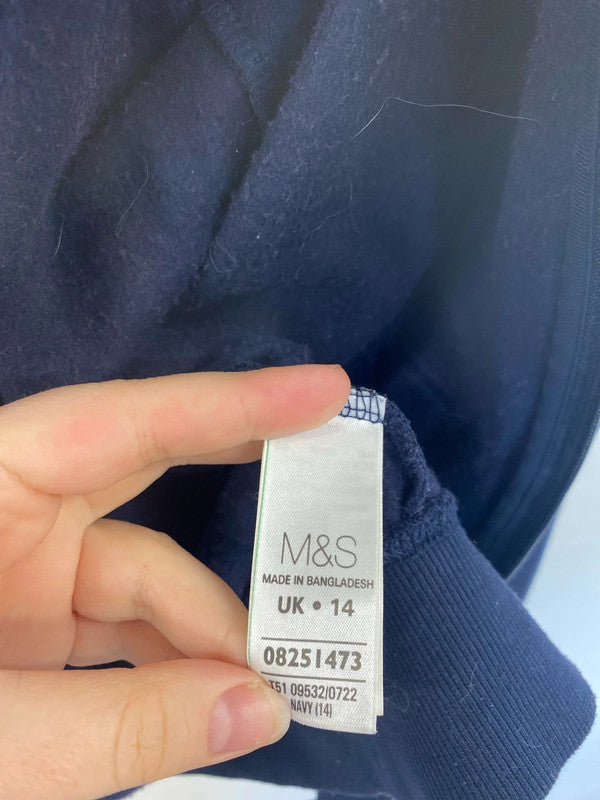 M&S
MADE IN BANGLADESH
UK • 14
08251473
T51 09532/0722
NAVY (14)